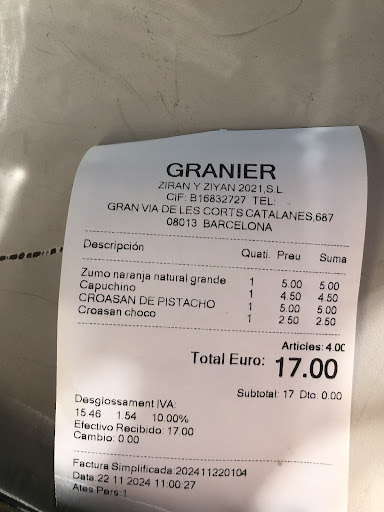 GRANIER
ZIRAN Y ZIYAN 2021,S.L.
CIF: B16832727 TEL:
GRAN VIA DE LES CORTS CATALANES,687
08013 BARCELONA
Descripción Quati. Preu Suma
Zumo naranja natural grande 1 5.00 5.00
Capuchino 1 4.50 4.50
CROASAN DE PISTACHO 1 5.00 5.00
Croasan choco 1 2.50 2.50
Articles: 4.00
Total Euro: 17.00
Subtotal: 17 Dto: 0.00
Desglossament IVA:
15.46 1.54 10.00%
Efectivo Recibido: 17.00
Cambio: 0.00
Factura Simplificada:202411220104
Data:22 11 2024 11:00:27
Ates Pers:1